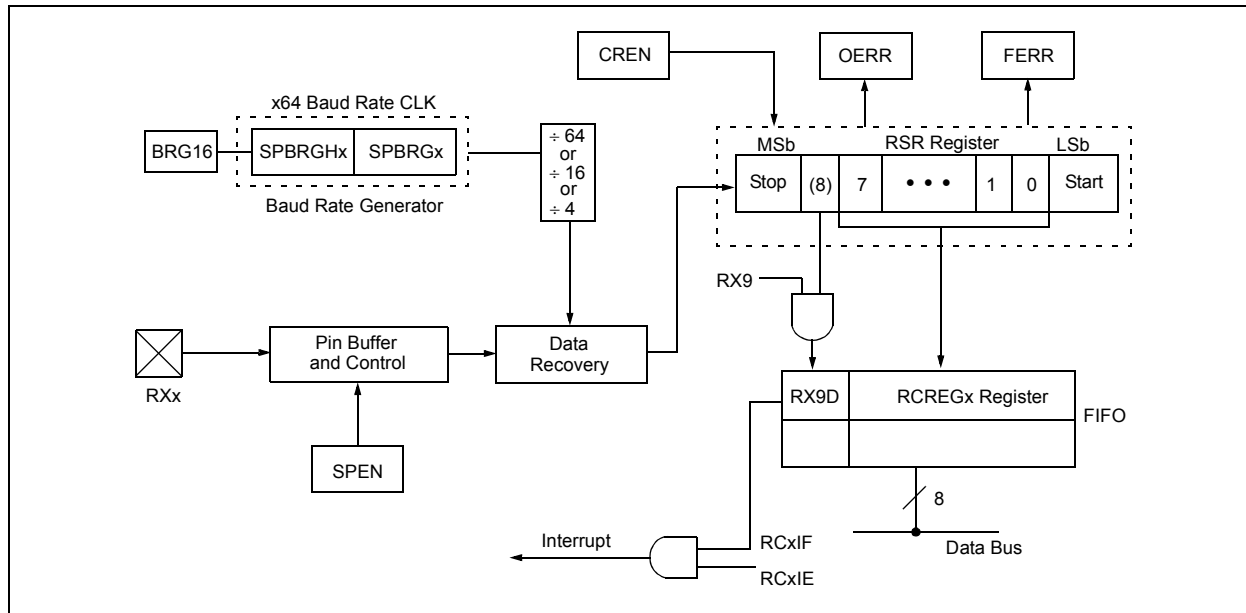 CREN
OERR
FERR
x64 Baud Rate CLK
BRG16
SPBRGHx
SPBRGx
Baud Rate Generator
÷ 64
or
÷ 16
or
÷ 4
MSb
RSR Register
LSb
Stop
(8)
7
• • •
1
0
Start
RX9
Pin Buffer
and Control
Data
Recovery
RXx
SPEN
RX9D
RCREGx Register
FIFO
8
Data Bus
Interrupt
RCxIF
RCxIE